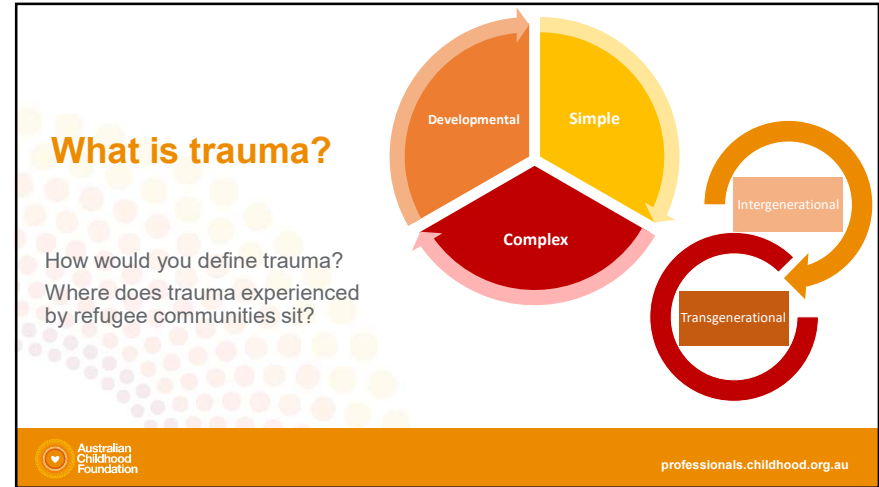 What is trauma?
How would you define trauma?
Where does trauma experienced
by refugee communities sit?
Developmental
Simple
Complex
Intergenerational
Transgenerational
Australian
Childhood
Foundation
professionals.childhood.org.au